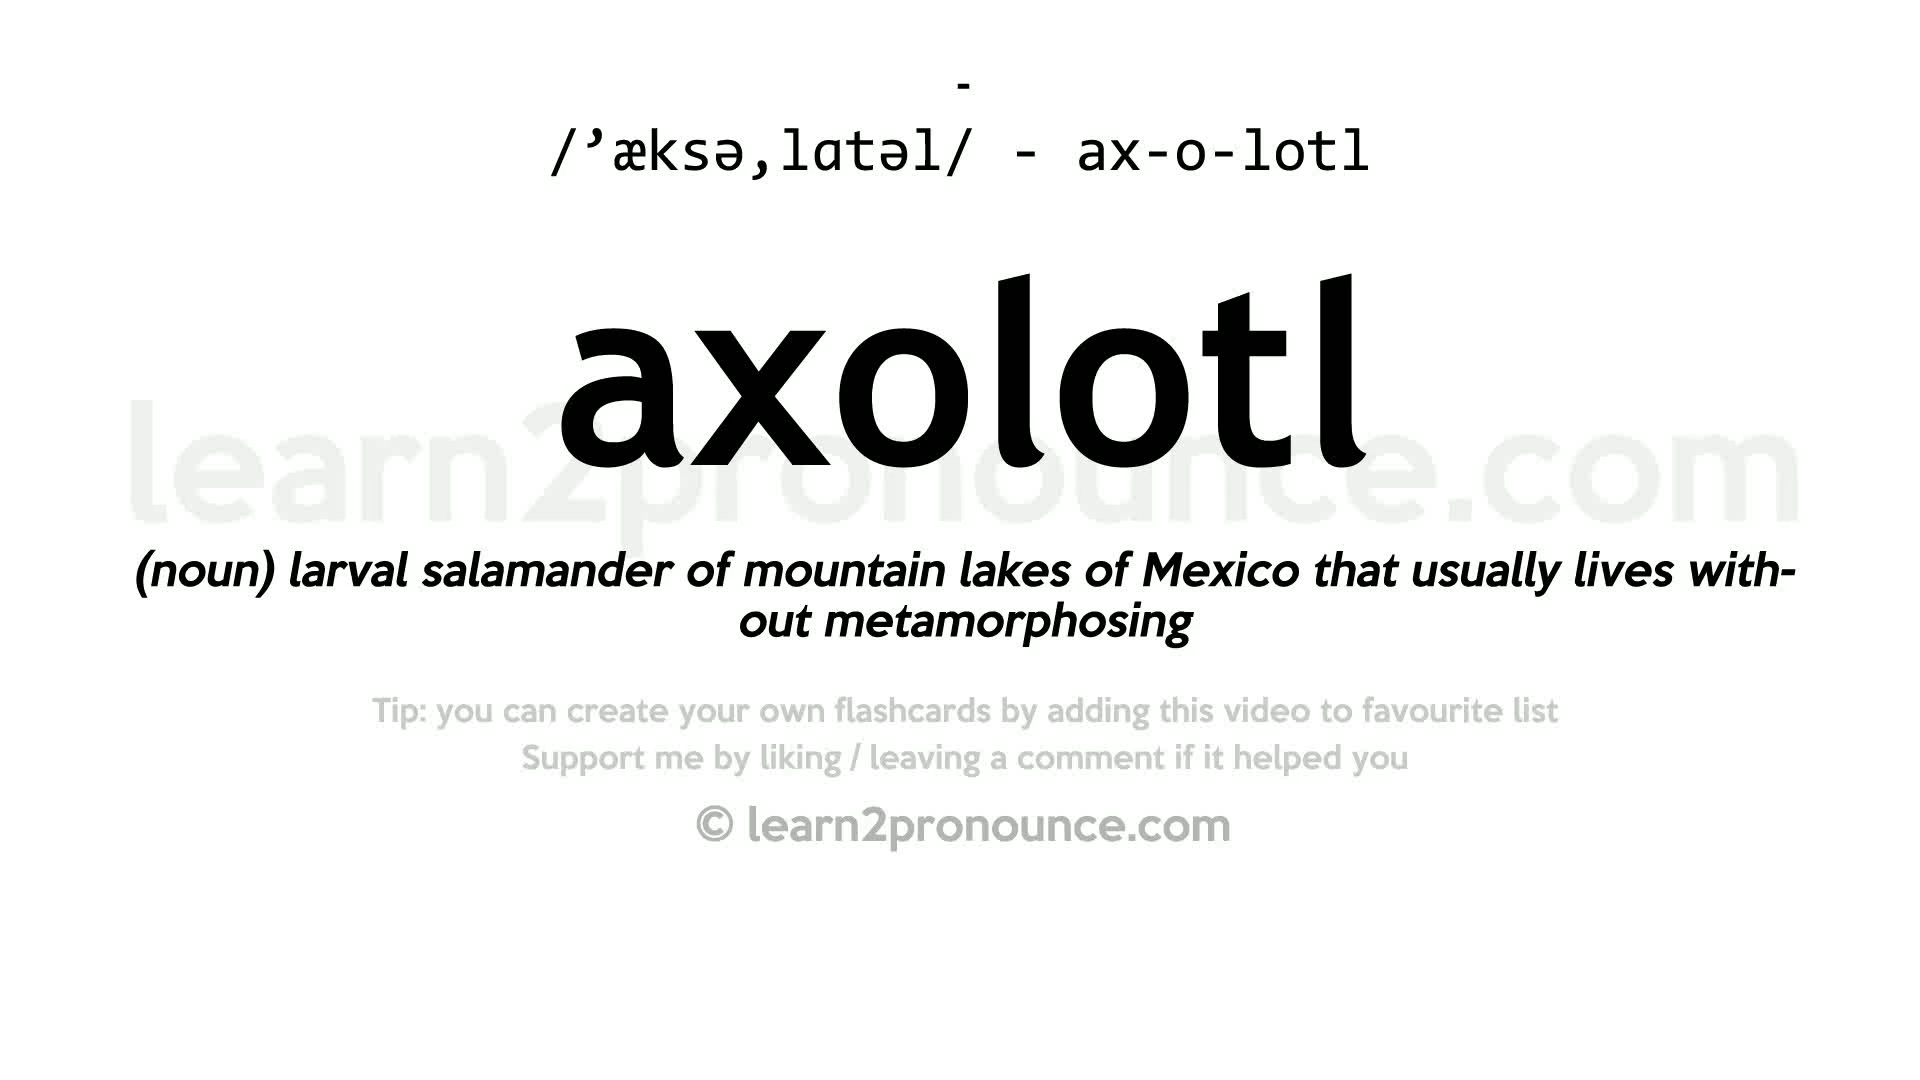 -
/’æksə,lɑtəl/ - ax-o-lotl
axolotl
learn2pronounce.com
(noun) larval salamander of mountain lakes of Mexico that usually lives with-
out metamorphosing
Tip: you can create your own flashcards by adding this video to favourite list
Support me by liking / leaving a comment if it helped you
© learn2pronounce.com